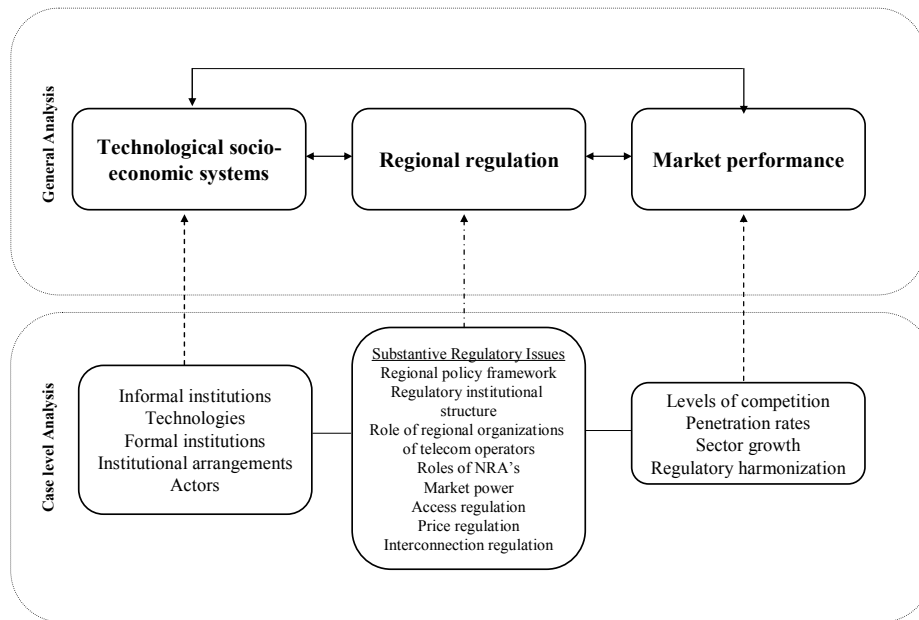 General Analysis
Technological socio-
economic systems
Regional regulation
Market performance
Case level Analysis
Informal institutions
Technologies
Formal institutions
Institutional arrangements
Actors
Substantive Regulatory Issues
Regional policy framework
Regulatory institutional
structure
Role of regional organizations
of telecom operators
Roles of NRA's
Market power
Access regulation
Price regulation
Interconnection regulation
Levels of competition
Penetration rates
Sector growth
Regulatory harmonization